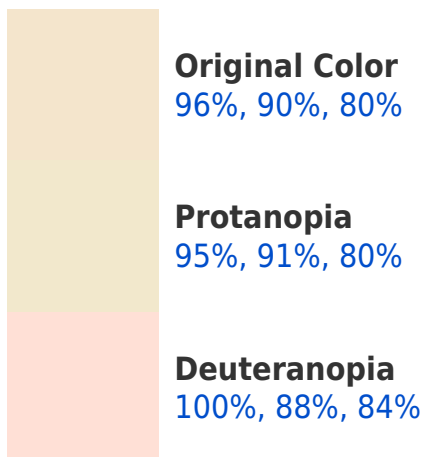 Original Color
96%, 90%, 80%
Protanopia
95%, 91%, 80%
Deuteranopia
100%, 88%, 84%